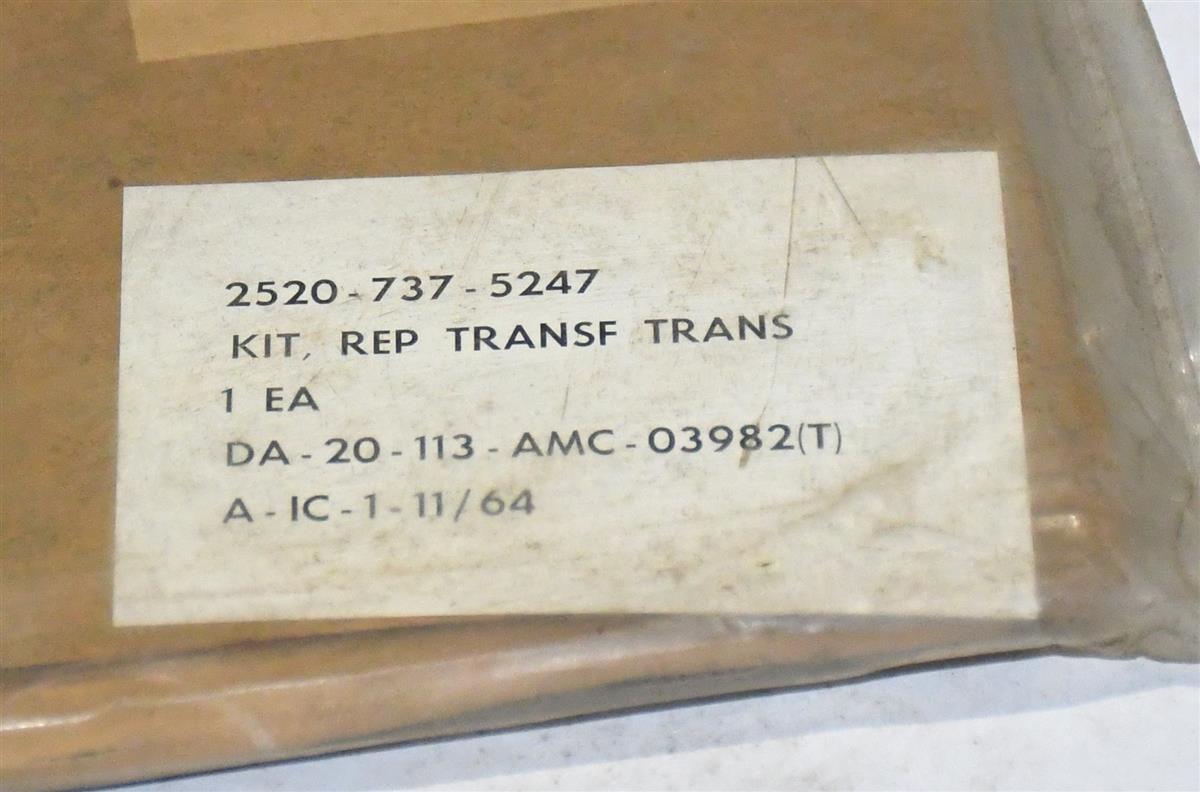 2520-737-5247
KIT, REP TRANSF TRANS
1 EA
DA-20-113-AMC-03982(T)
A-IC-1-11/64